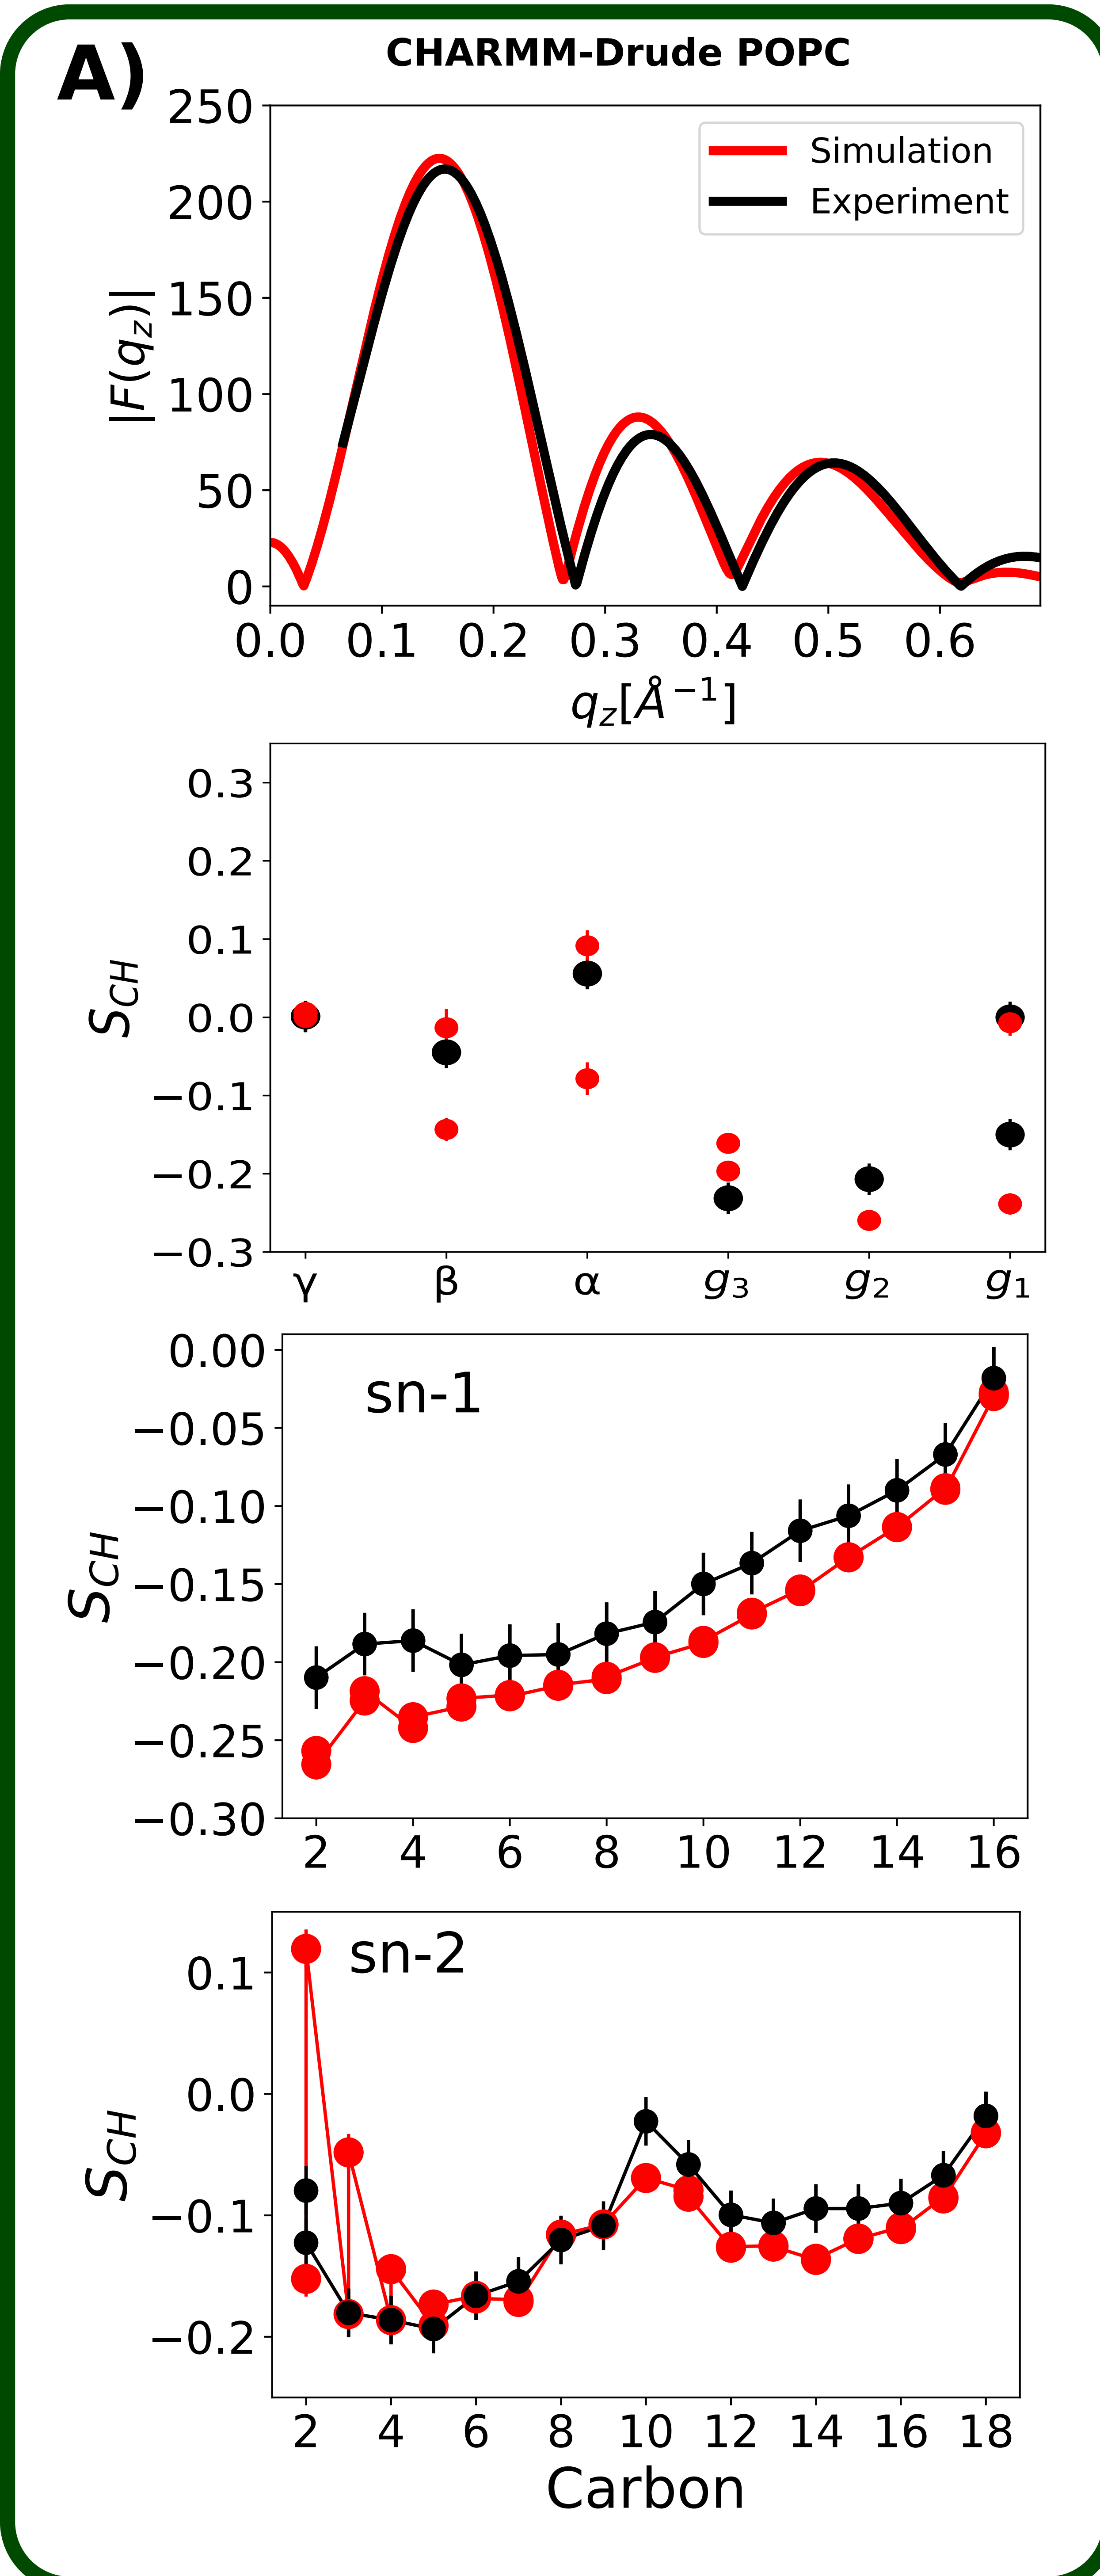 A)
CHARMM-Drude POPC
250
200
150
100
50
0
|F(q_z)|
Simulation
Experiment
0.0 0.1 0.2 0.3 0.4 0.5 0.6
q_z[Å⁻¹]
0.3
0.2
0.1
0.0
−0.1
−0.2
−0.3
S_CH
γ β α g₃ g₂ g₁
sn-1
0.00
−0.05
−0.10
−0.15
−0.20
−0.25
−0.30
S_CH
2 4 6 8 10 12 14 16
sn-2
0.1
0.0
−0.1
−0.2
S_CH
2 4 6 8 10 12 14 16 18
Carbon